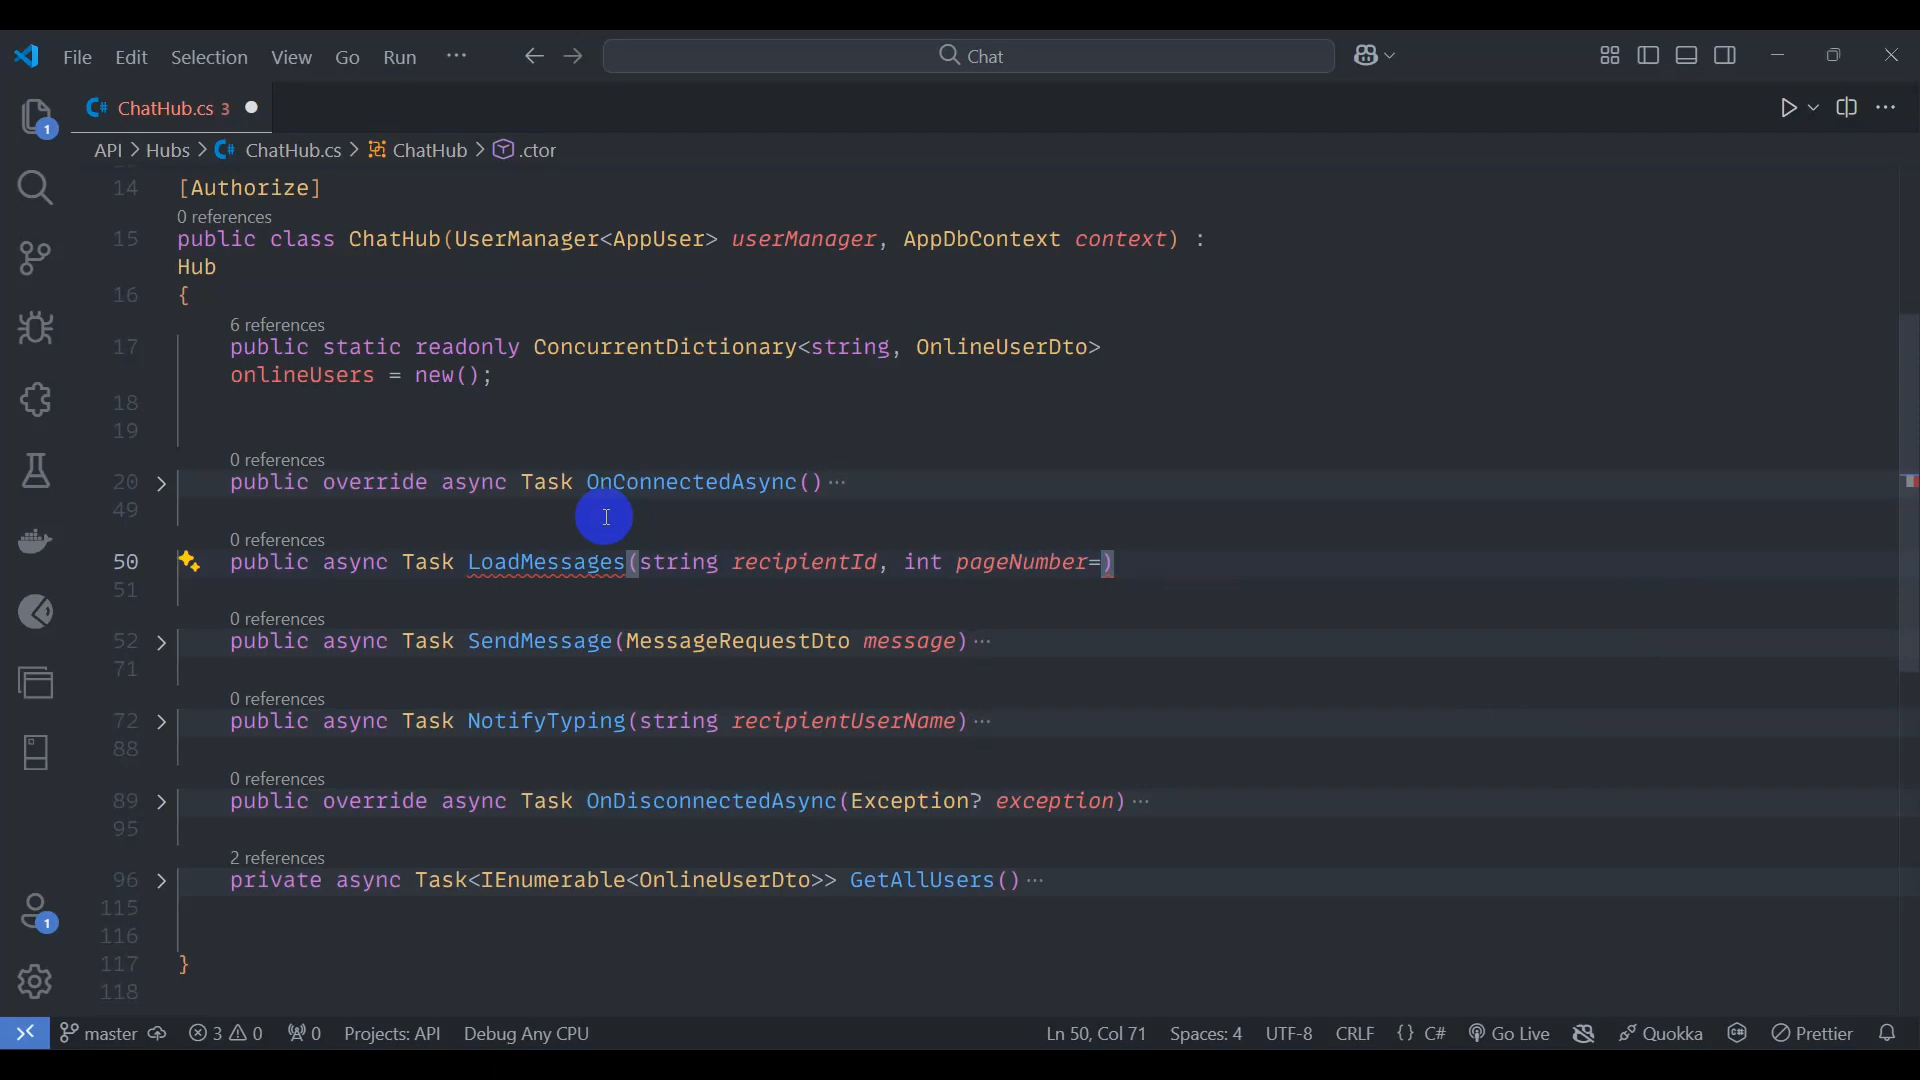 File Edit Selection View Go Run ··· Chat
ChatHub.cs 3
API > Hubs > ChatHub.cs > ChatHub > .ctor
14 [Authorize]
0 references
15 public class ChatHub(UserManager<AppUser> userManager, AppDbContext context) :
Hub
16 {
6 references
17 public static readonly ConcurrentDictionary<string, OnlineUserDto>
onlineUsers = new();
18
19
0 references
20 public override async Task OnConnectedAsync()···
49
0 references
50 public async Task LoadMessages(string recipientId, int pageNumber=)
51
0 references
52 public async Task SendMessage(MessageRequestDto message)···
71
0 references
72 public async Task NotifyTyping(string recipientUserName)···
88
0 references
89 public override async Task OnDisconnectedAsync(Exception? exception)···
95
2 references
96 private async Task<IEnumerable<OnlineUserDto>> GetAllUsers()···
115
116
117 }
118
1
1
master 3 0 0 Projects: API Debug Any CPU Ln 50, Col 71 Spaces: 4 UTF-8 CRLF {} C# Go Live Quokka Prettier